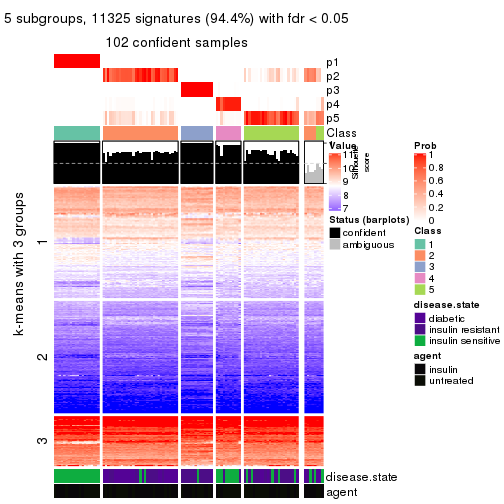 5 subgroups, 11325 signatures (94.4%) with fdr < 0.05
102 confident samples
p1
p2
p3
p4
p5
Class
Silhouette
score
k-means with 3 groups
1
2
3
disease.state
agent
Value
11
10
9
8
7
Status (barplots)
confident
ambiguous
Prob
1
0.8
0.6
0.4
0.2
0
Class
1
2
3
4
5
disease.state
diabetic
insulin resistant
insulin sensitive
agent
insulin
untreated